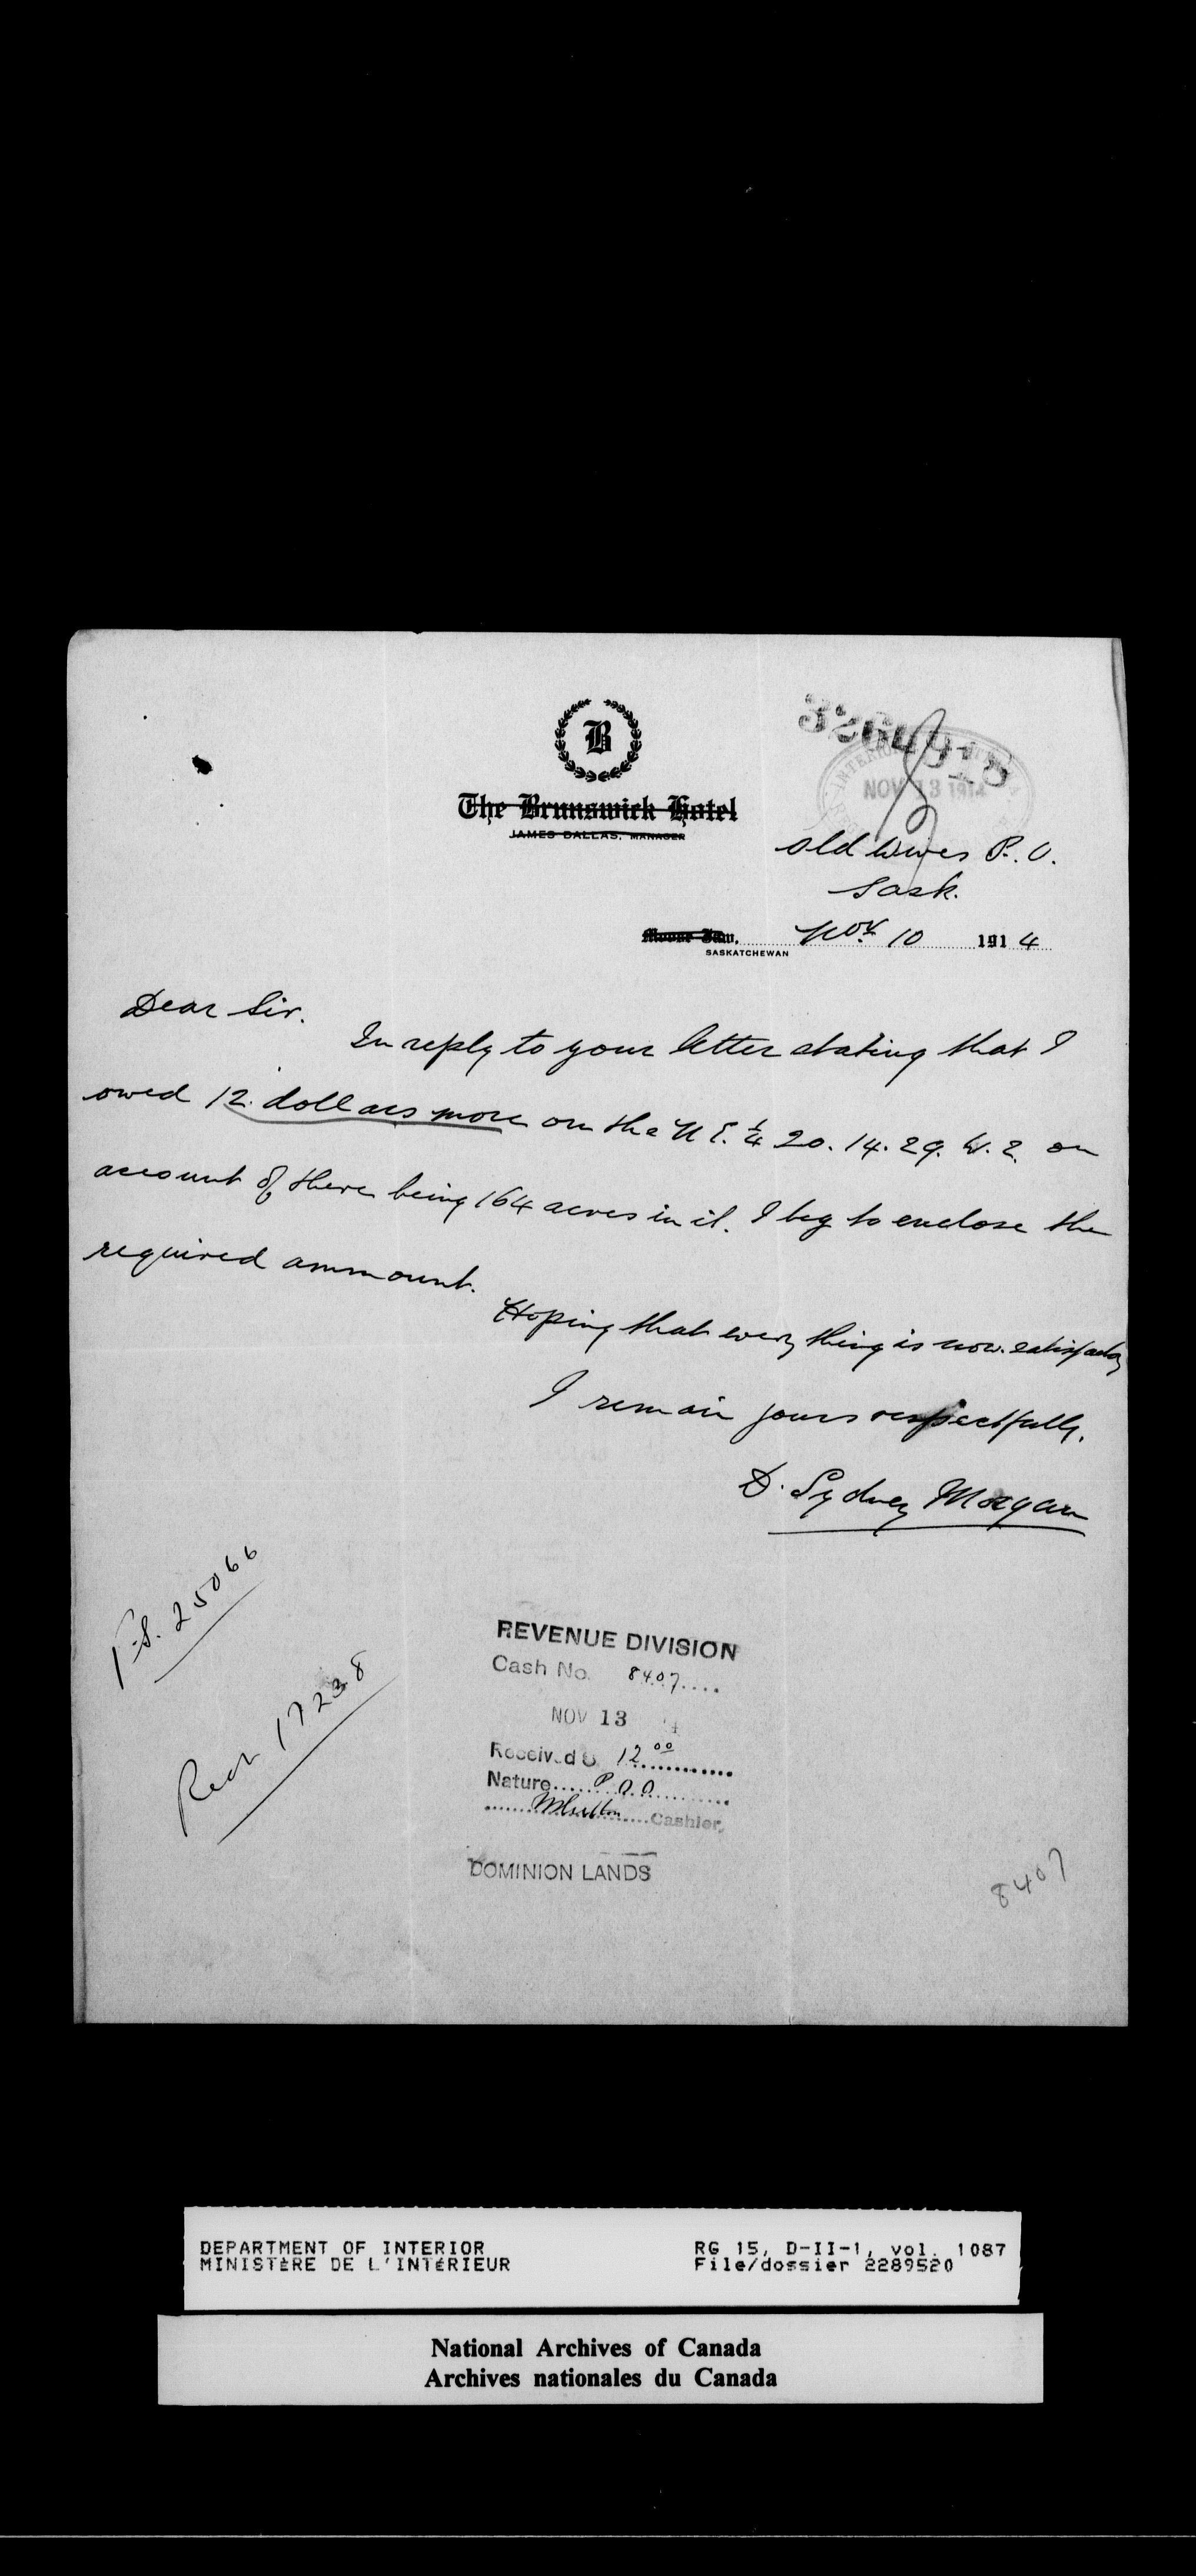 3264918
B
The Brunswick Hotel
JAMES DALLAS, MANAGER
INTERIOR
NOV 13 1914
Old Wives P.O.
Sask.
Moose Jaw, SASKATCHEWAN Nov. 10 1914
Dear Sir.
In reply to your letter stating that I
owed 12. dollars more on the N E. ¼ 20. 14. 29. W. 2. on
account of there being 164 acres in it. I beg to enclose the
required ammount.
Hoping that every thing is now. satisfactory
I remain yours respectfully.
D. Sydney Morgan
F.S. 25066
Rect 17238
REVENUE DIVISION
Cash No. 8407
NOV 13 4
Received $ 12 00
Nature P O O
Cashier,
DOMINION LANDS
8407
DEPARTMENT OF INTERIOR RG 15, D-II-1, vol. 1087
MINISTÈRE DE L'INTÉRIEUR File/dossier 2289520
National Archives of Canada
Archives nationales du Canada